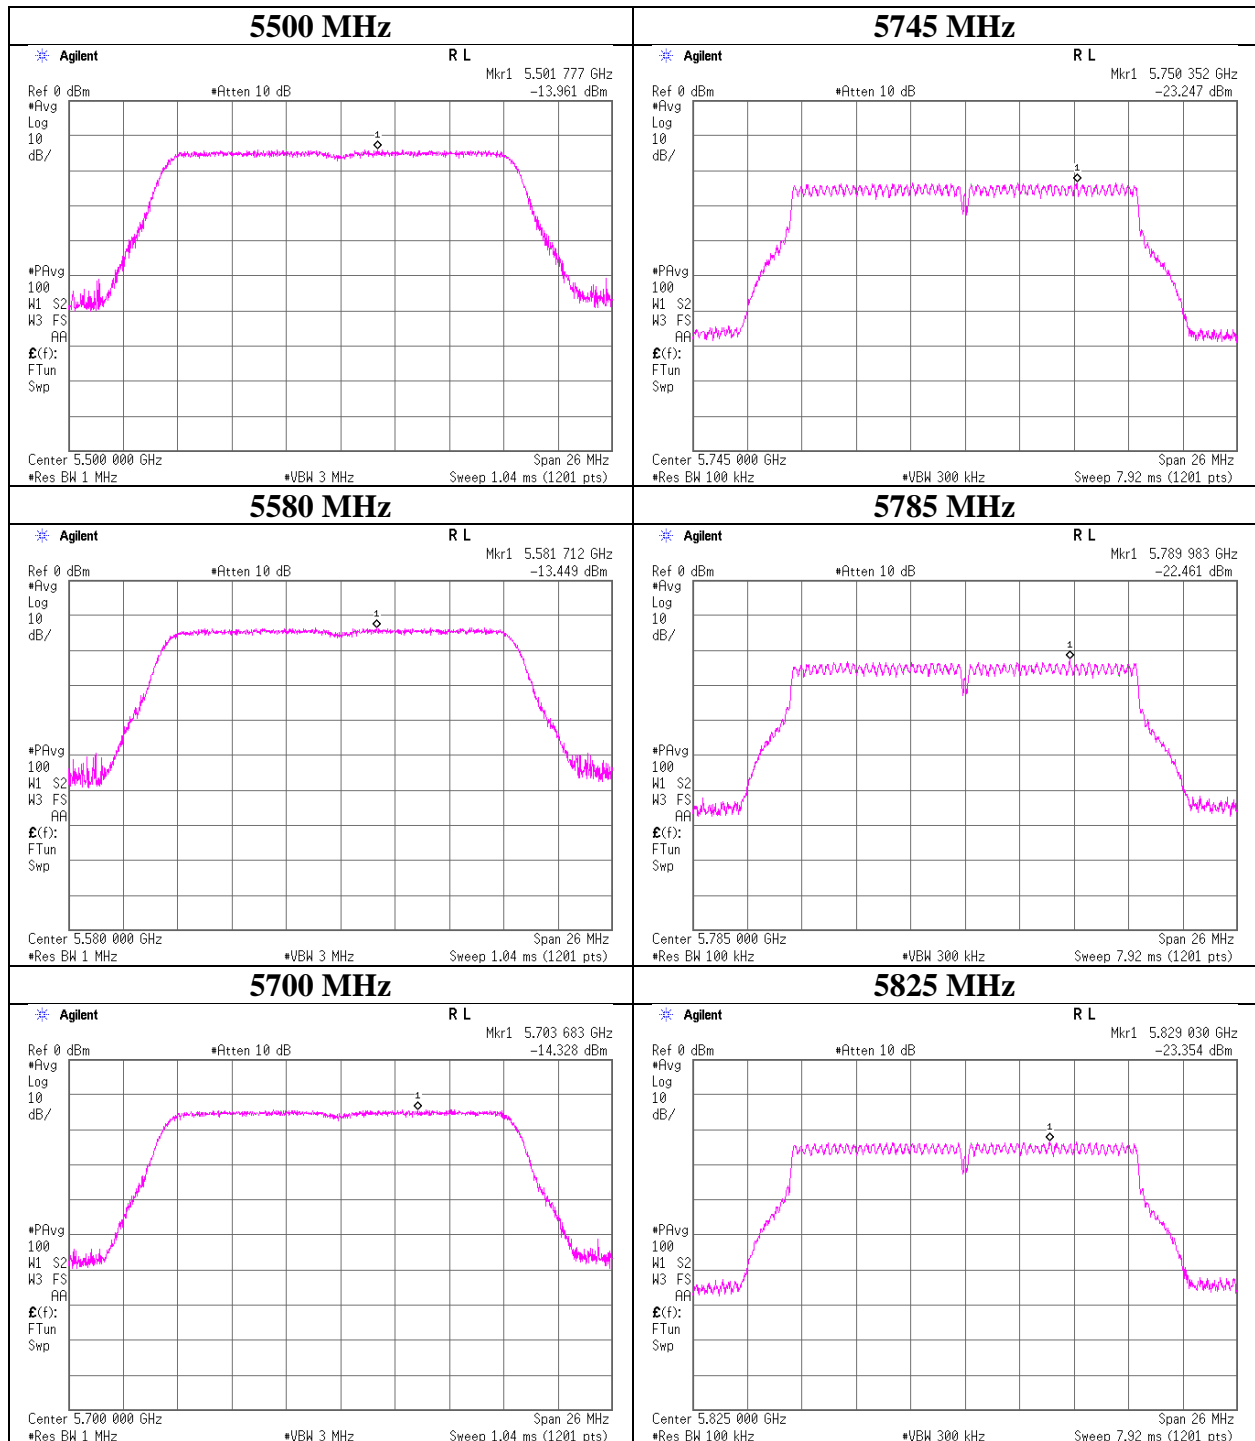 5500 MHz
Agilent
R L
Mkr1 5.501 777 GHz
Ref 0 dBm #Atten 10 dB -13.961 dBm
#Avg
Log
10
dB/
1
#PAvg
100
W1 S2
W3 FS
AA
£(f):
FTun
Swp
Center 5.500 000 GHz Span 26 MHz
#Res BW 1 MHz #VBW 3 MHz Sweep 1.04 ms (1201 pts)
5745 MHz
Agilent
R L
Mkr1 5.750 352 GHz
Ref 0 dBm #Atten 10 dB -23.247 dBm
#Avg
Log
10
dB/
1
#PAvg
100
W1 S2
W3 FS
AA
£(f):
FTun
Swp
Center 5.745 000 GHz Span 26 MHz
#Res BW 100 kHz #VBW 300 kHz Sweep 7.92 ms (1201 pts)
5580 MHz
Agilent
R L
Mkr1 5.581 712 GHz
Ref 0 dBm #Atten 10 dB -13.449 dBm
#Avg
Log
10
dB/
1
#PAvg
100
W1 S2
W3 FS
AA
£(f):
FTun
Swp
Center 5.580 000 GHz Span 26 MHz
#Res BW 1 MHz #VBW 3 MHz Sweep 1.04 ms (1201 pts)
5785 MHz
Agilent
R L
Mkr1 5.789 983 GHz
Ref 0 dBm #Atten 10 dB -22.461 dBm
#Avg
Log
10
dB/
1
#PAvg
100
W1 S2
W3 FS
AA
£(f):
FTun
Swp
Center 5.785 000 GHz Span 26 MHz
#Res BW 100 kHz #VBW 300 kHz Sweep 7.92 ms (1201 pts)
5700 MHz
Agilent
R L
Mkr1 5.703 683 GHz
Ref 0 dBm #Atten 10 dB -14.328 dBm
#Avg
Log
10
dB/
1
#PAvg
100
W1 S2
W3 FS
AA
£(f):
FTun
Swp
Center 5.700 000 GHz Span 26 MHz
#Res BW 1 MHz #VBW 3 MHz Sweep 1.04 ms (1201 pts)
5825 MHz
Agilent
R L
Mkr1 5.829 030 GHz
Ref 0 dBm #Atten 10 dB -23.354 dBm
#Avg
Log
10
dB/
1
#PAvg
100
W1 S2
W3 FS
AA
£(f):
FTun
Swp
Center 5.825 000 GHz Span 26 MHz
#Res BW 100 kHz #VBW 300 kHz Sweep 7.92 ms (1201 pts)